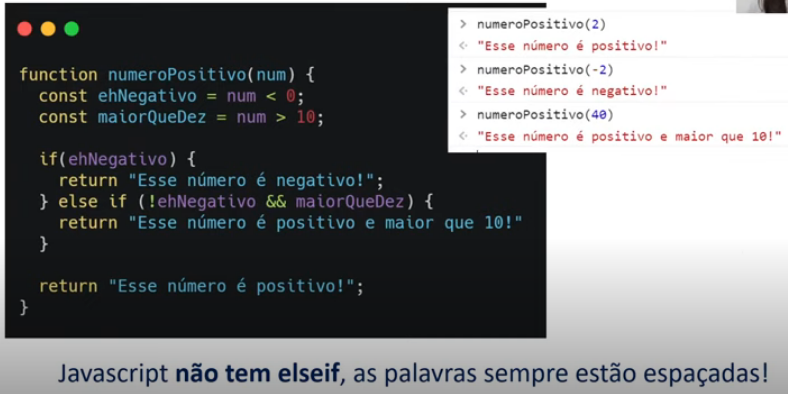 function numeroPositivo(num) {
const ehNegativo = num < 0;
const maiorQueDez = num > 10;
if(ehNegativo) {
return "Esse número é negativo!";
} else if (!ehNegativo && maiorQueDez) {
return "Esse número é positivo e maior que 10!"
}
return "Esse número é positivo!";
}
> numeroPositivo(2)
< "Esse número é positivo!"
> numeroPositivo(-2)
< "Esse número é negativo!"
> numeroPositivo(40)
< "Esse número é positivo e maior que 10!"
Javascript não tem elseif, as palavras sempre estão espaçadas!